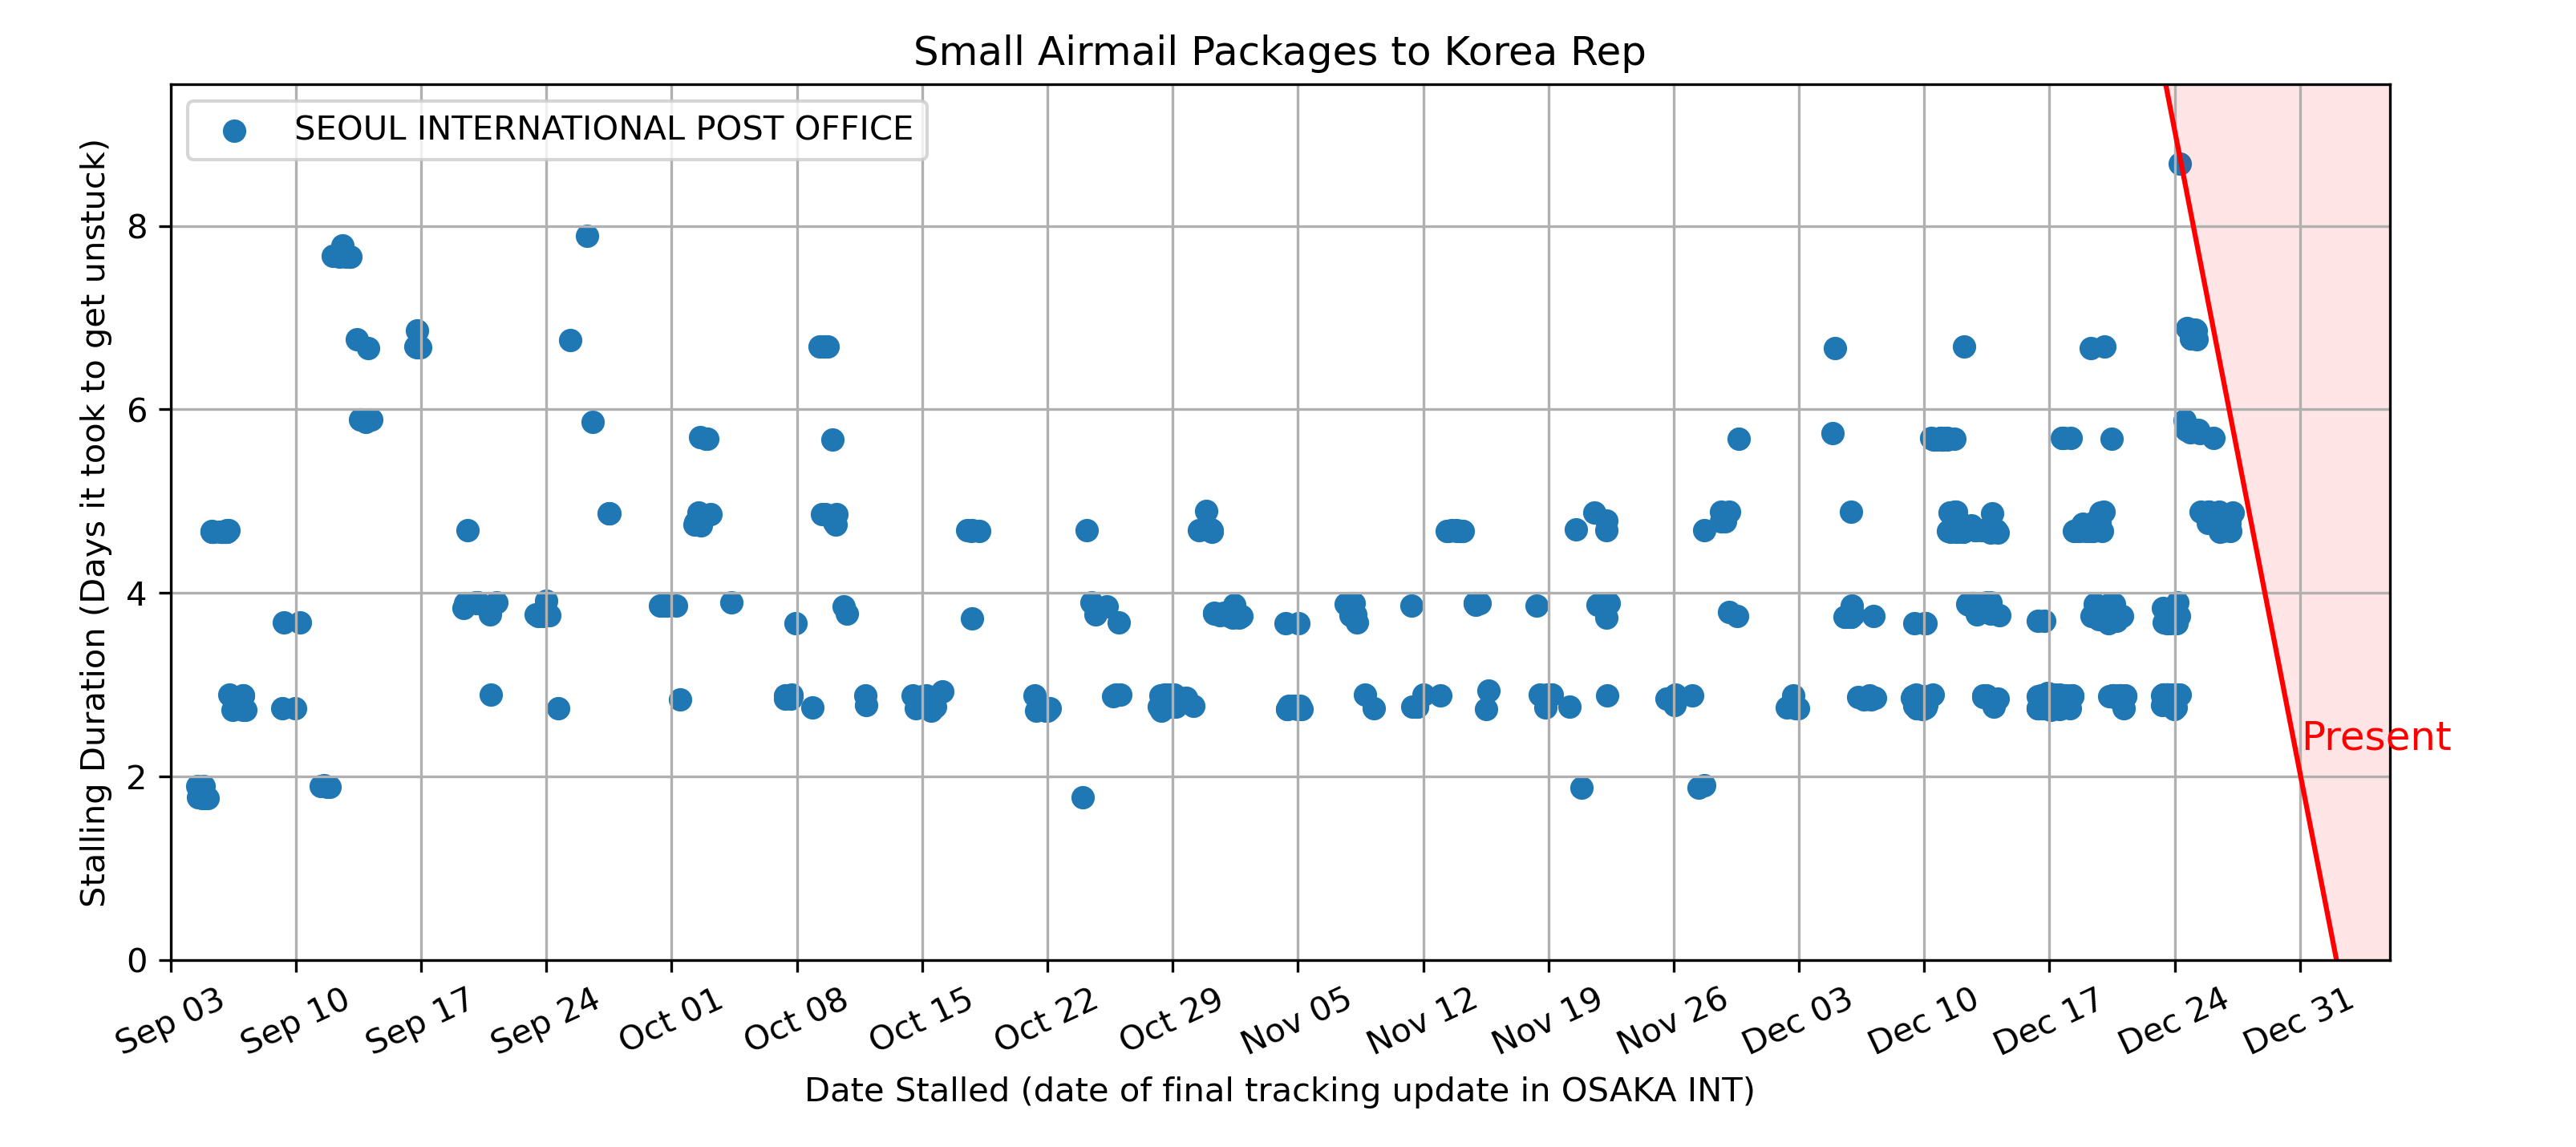 Small Airmail Packages to Korea Rep
SEOUL INTERNATIONAL POST OFFICE
Stalling Duration (Days it took to get unstuck)
8
6
4
2
0
Present
Sep 03
Sep 10
Sep 17
Sep 24
Oct 01
Oct 08
Oct 15
Oct 22
Oct 29
Nov 05
Nov 12
Nov 19
Nov 26
Dec 03
Dec 10
Dec 17
Dec 24
Dec 31
Date Stalled (date of final tracking update in OSAKA INT)